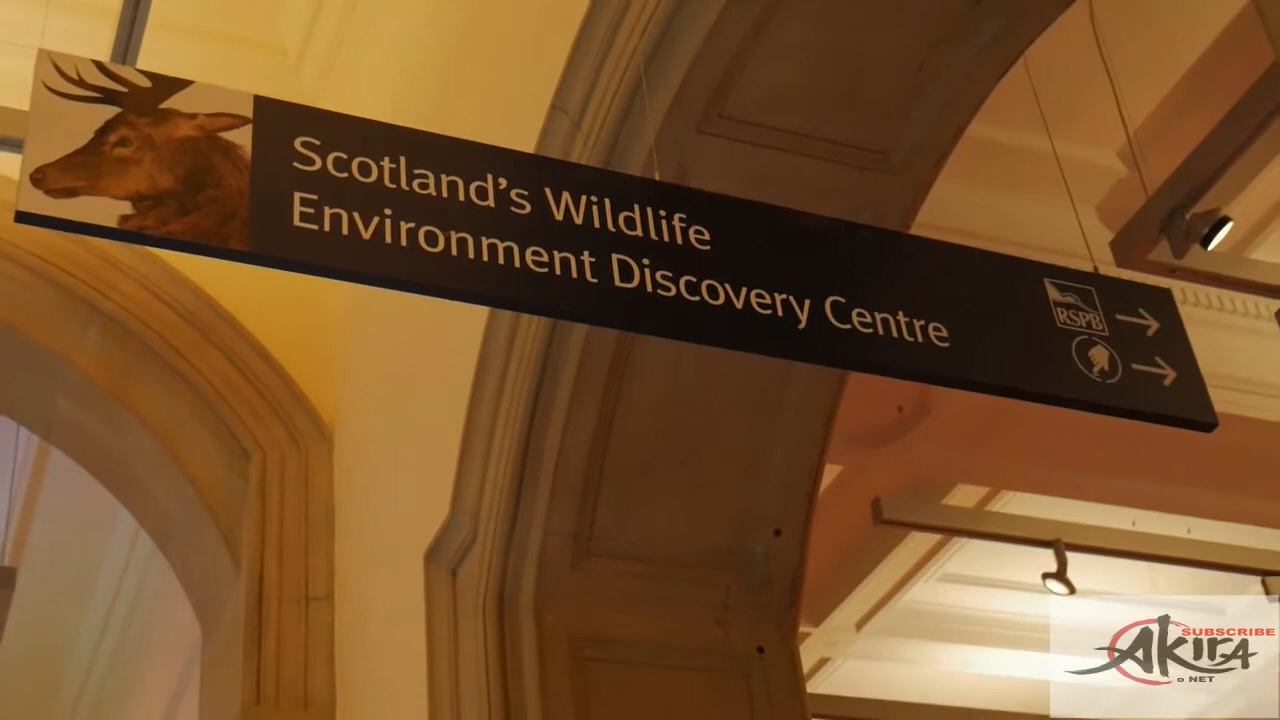 Scotland's Wildlife
Environment Discovery Centre
RSPB
SUBSCRIBE
Akira
o NET